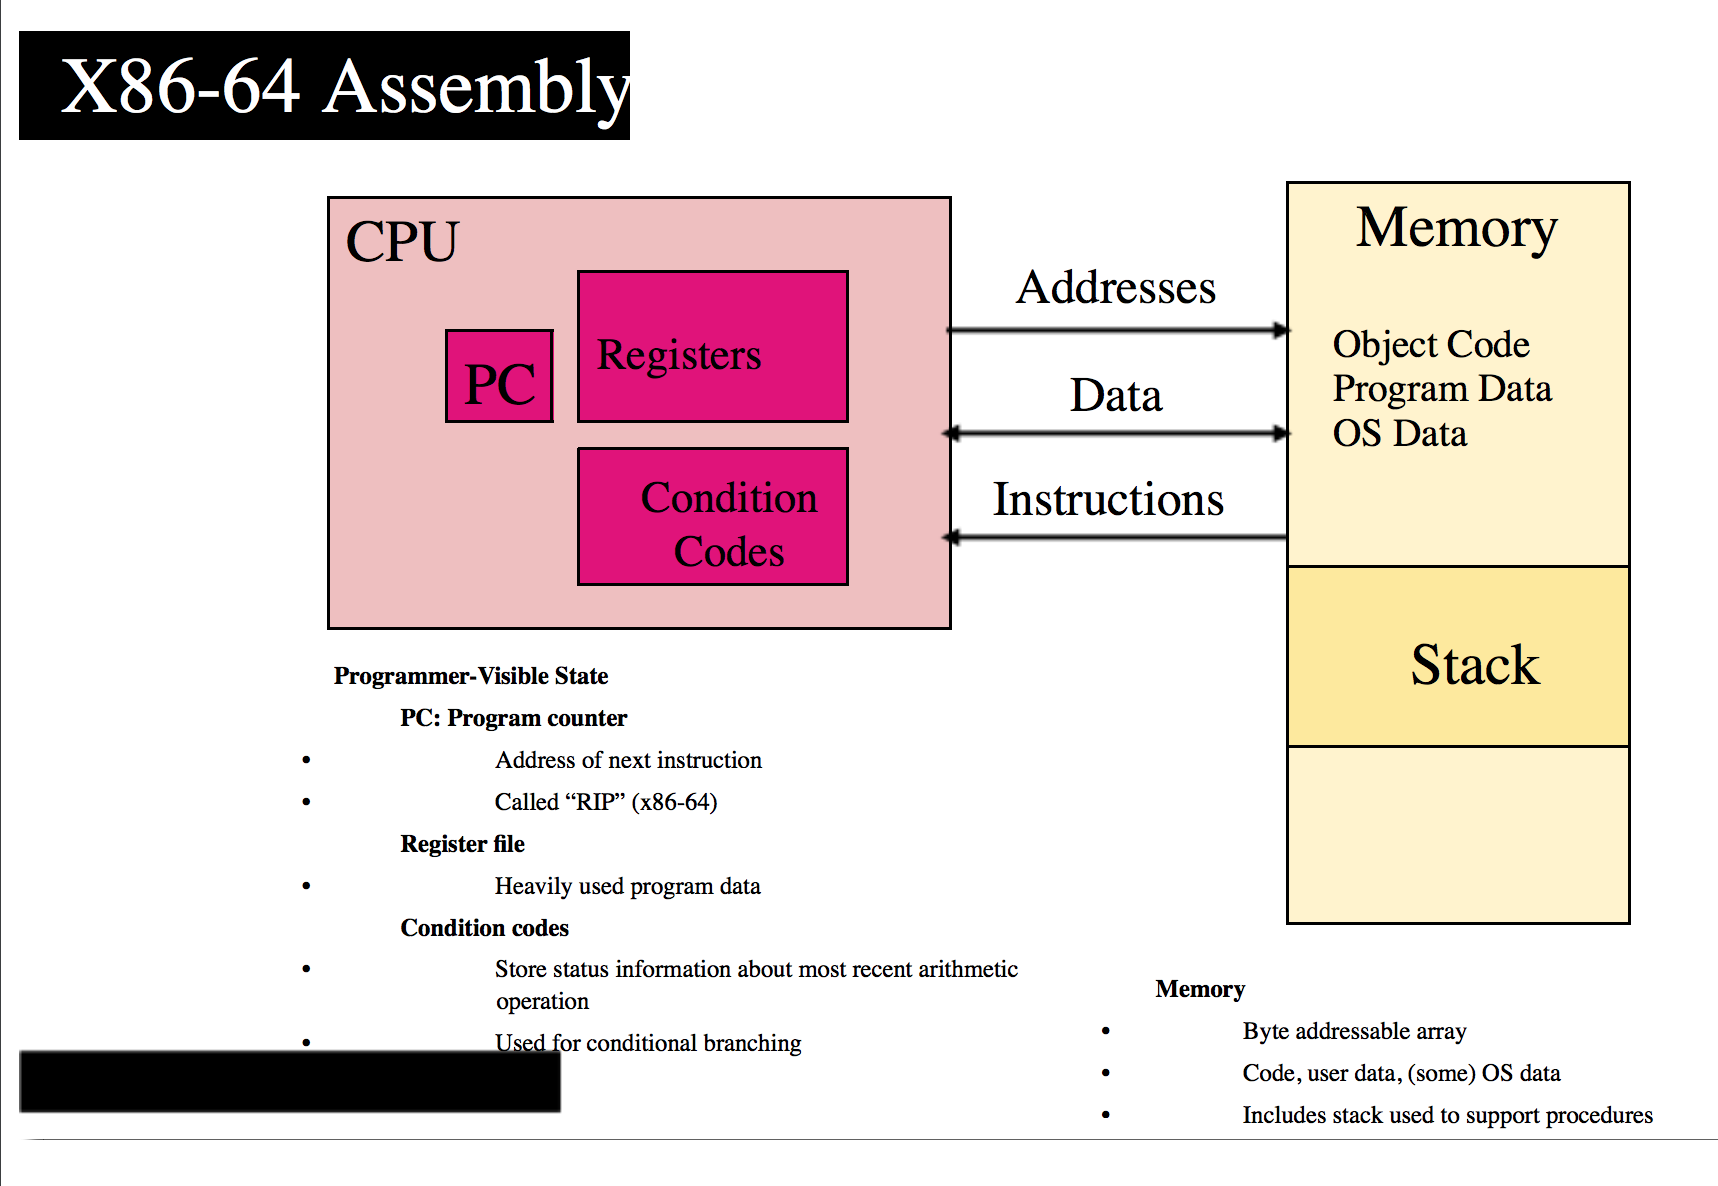 X86-64 Assembly
CPU
PC
Registers
Condition
Codes
Addresses
Data
Instructions
Memory
Object Code
Program Data
OS Data
Stack
Programmer-Visible State
PC: Program counter
• Address of next instruction
• Called “RIP” (x86-64)
Register file
• Heavily used program data
Condition codes
• Store status information about most recent arithmetic
operation
• Used for conditional branching
Memory
• Byte addressable array
• Code, user data, (some) OS data
• Includes stack used to support procedures